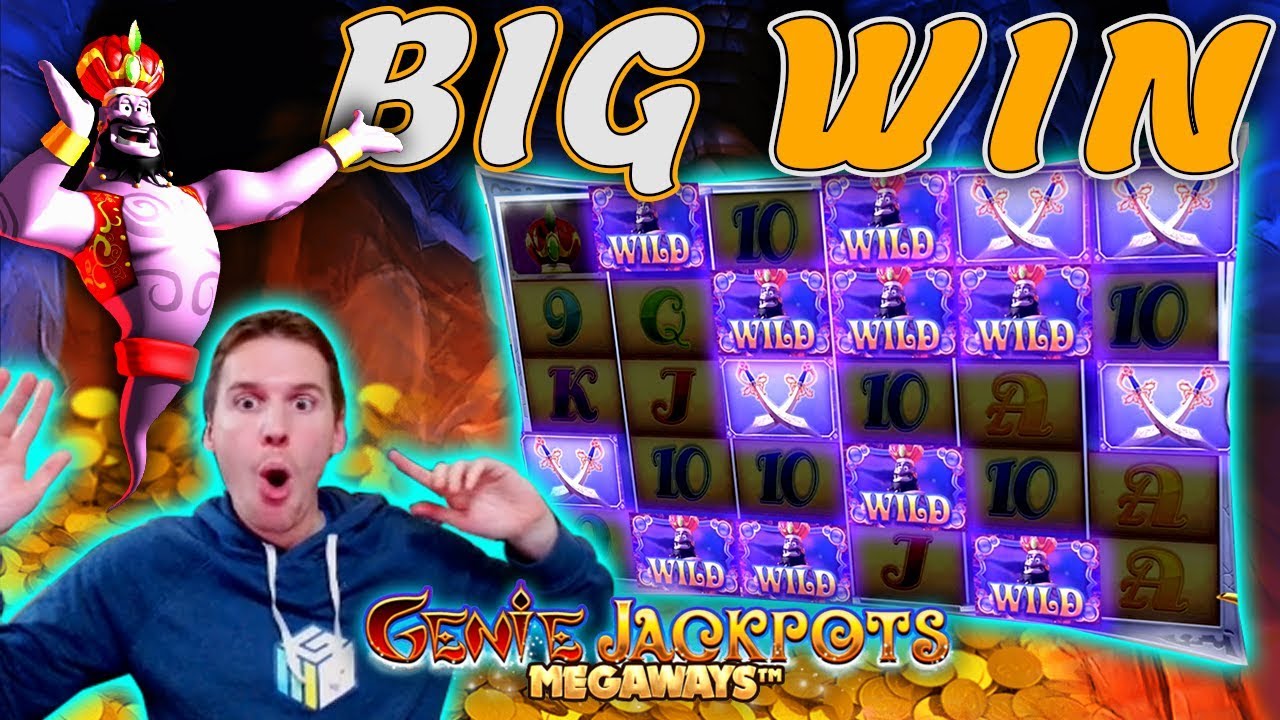 BIG WIN
WILD 10 WILD
9 Q WILD WILD WILD 10
K J 10 A
10 10 WILD 10 A
WILD WILD J WILD A
GENIE JACKPOTS
MEGAWAYS™